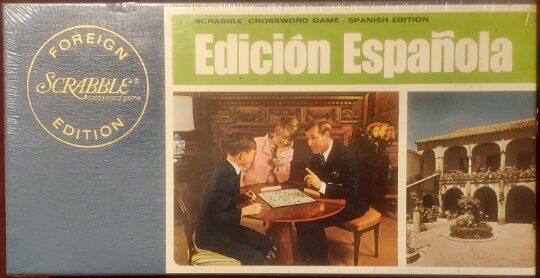 SCRABBLE CROSSWORD GAME / SPANISH EDITION
Edición Española
FOREIGN
SCRABBLE®
crossword game
EDITION